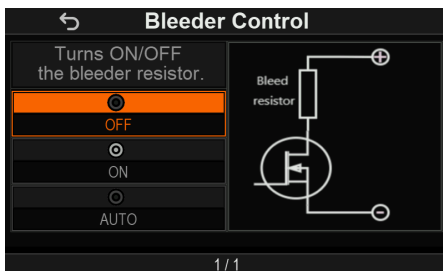 Bleeder Control
Turns ON/OFF
the bleeder resistor.
OFF
ON
AUTO
Bleed
resistor
1/1